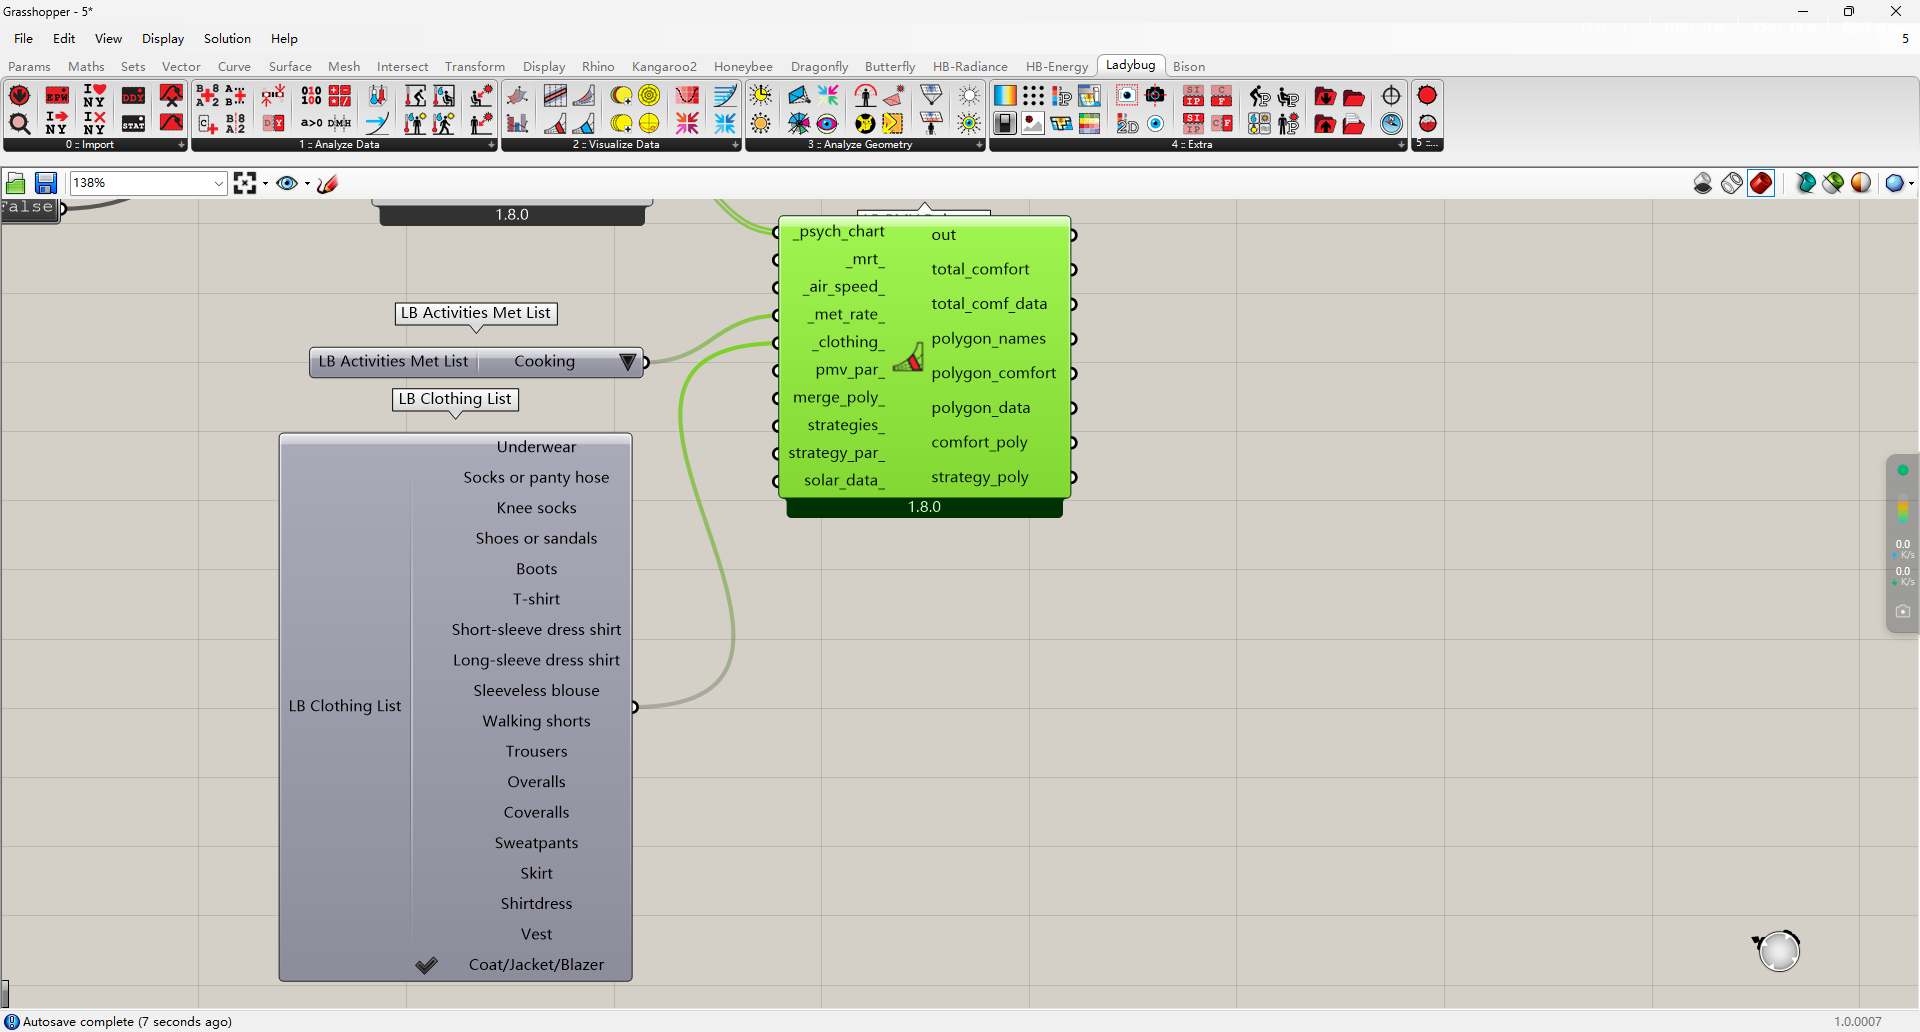 Grasshopper - 5*
File Edit View Display Solution Help 5
Params Maths Sets Vector Curve Surface Mesh Intersect Transform Display Rhino Kangaroo2 Honeybee Dragonfly Butterfly HB-Radiance HB-Energy Ladybug Bison
0 :: Import 1 :: Analyze Data 2 :: Visualize Data 3 :: Analyze Geometry 4 :: Extra 5 ::...
138%
False
1.8.0
_psych_chart
_mrt_
_air_speed_
_met_rate_
_clothing_
pmv_par_
merge_poly_
strategies_
strategy_par_
solar_data_
out
total_comfort
total_comf_data
polygon_names
polygon_comfort
polygon_data
comfort_poly
strategy_poly
1.8.0
LB Activities Met List
LB Activities Met List Cooking
LB Clothing List
LB Clothing List
Underwear
Socks or panty hose
Knee socks
Shoes or sandals
Boots
T-shirt
Short-sleeve dress shirt
Long-sleeve dress shirt
Sleeveless blouse
Walking shorts
Trousers
Overalls
Coveralls
Sweatpants
Skirt
Shirtdress
Vest
Coat/Jacket/Blazer
0.0
K/s
0.0
K/s
Autosave complete (7 seconds ago)
1.0.0007